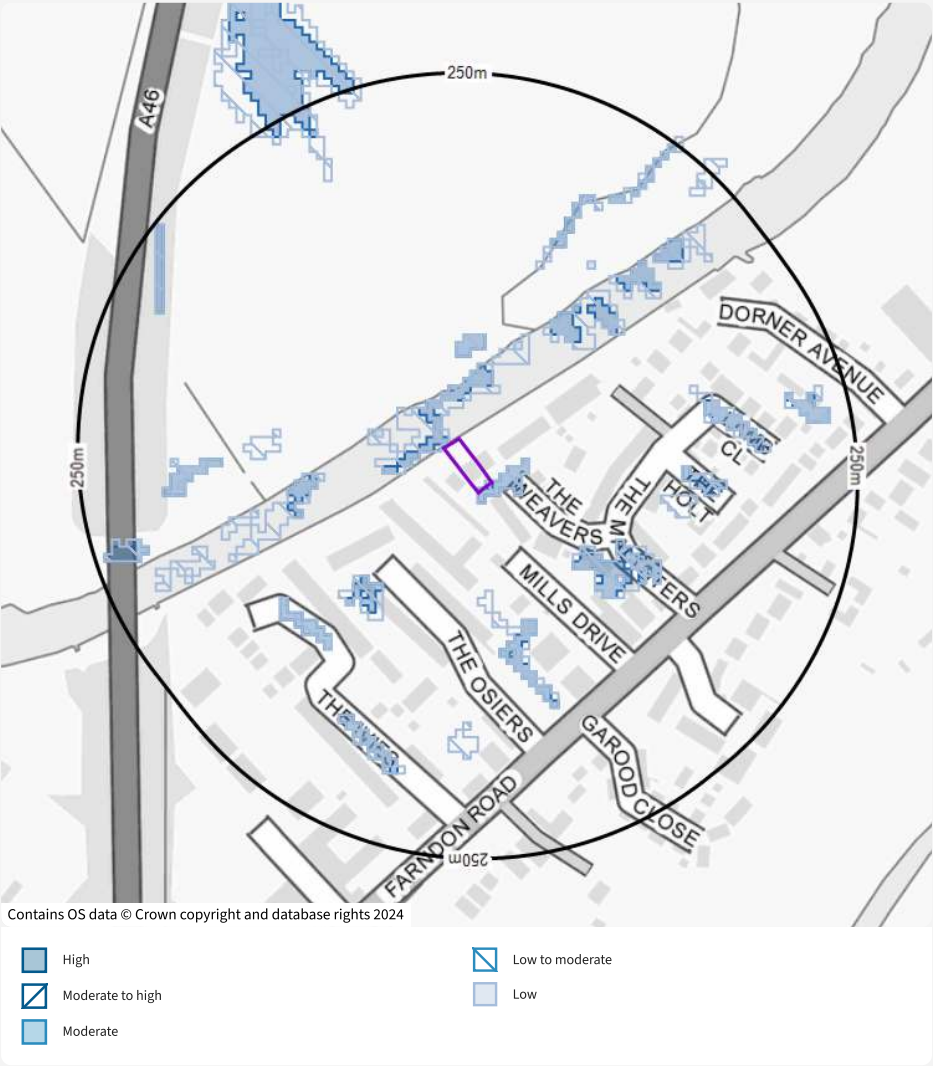 250m
A46
DORNER AVENUE
250m
CL
THE
HOLT
250m
THE
WEAVERS
THE M
MILLS DRIVE
THE OSIERS
GAROOD CLOSE
FARNDON ROAD
250m
Contains OS data © Crown copyright and database rights 2024
High
Low to moderate
Moderate to high
Low
Moderate